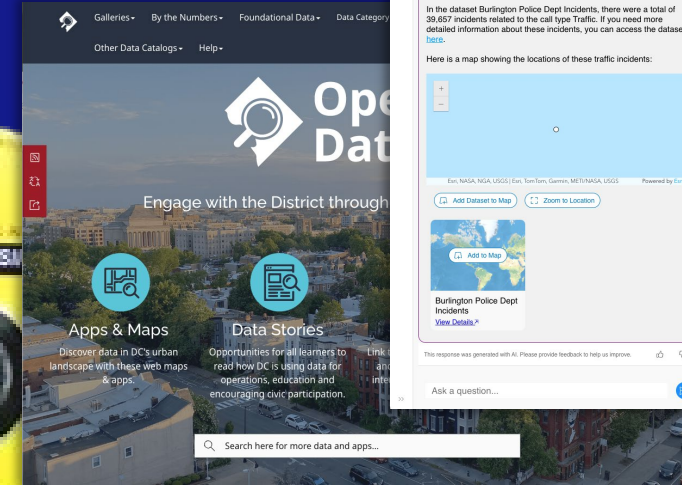 Galleries By the Numbers Foundational Data Data Category
Other Data Catalogs Help
Ope
Dat
Engage with the District through
Apps & Maps
Discover data in DC's urban
landscape with these web maps
& apps.
Data Stories
Opportunities for all learners to
read how DC is using data for
operations, education and
encouraging civic participation.
Link
an
inte
Search here for more data and apps...
In the dataset Burlington Police Dept Incidents, there were a total of
39,657 incidents related to the call type Traffic. If you need more
detailed information about these incidents, you can access the datase
here.
Here is a map showing the locations of these traffic incidents:
+
–
Esri, NASA, NGA, USGS | Esri, TomTom, Garmin, METI/NASA, USGS Powered by Esri
Add Dataset to Map Zoom to Location
Add to Map
Burlington Police Dept
Incidents
View Details
This response was generated with AI. Please provide feedback to help us improve.
Ask a question...